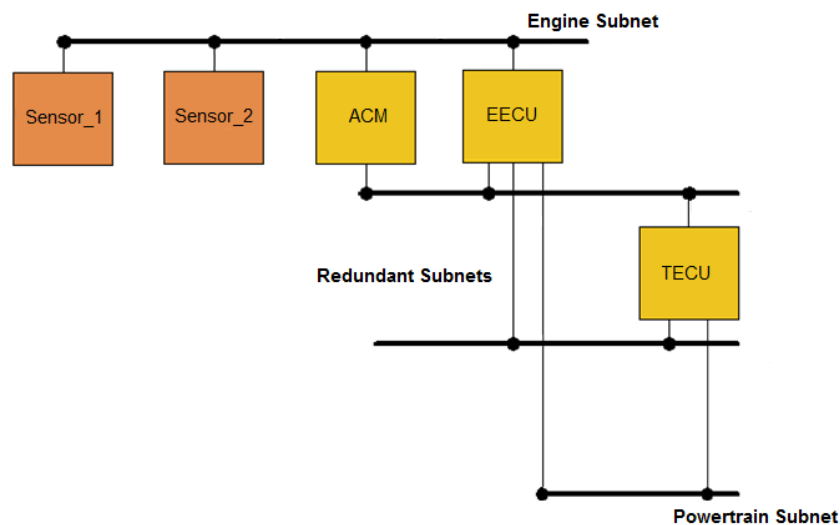 Engine Subnet
Sensor_1
Sensor_2
ACM
EECU
Redundant Subnets
TECU
Powertrain Subnet